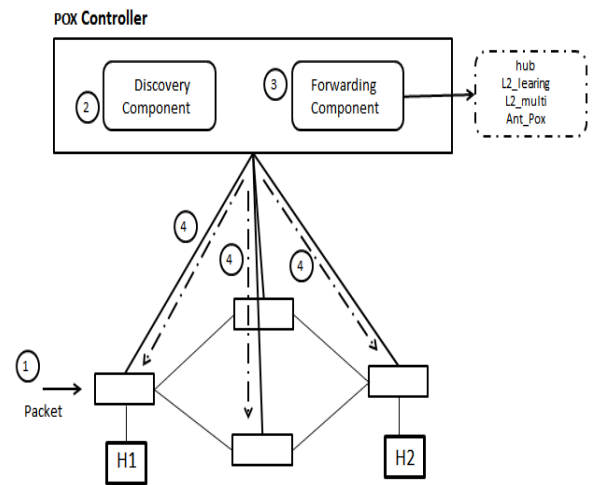 POX Controller
2
Discovery
Component
3
Forwarding
Component
hub
L2_learing
L2_multi
Ant_Pox
4
4
4
1
Packet
H1
H2